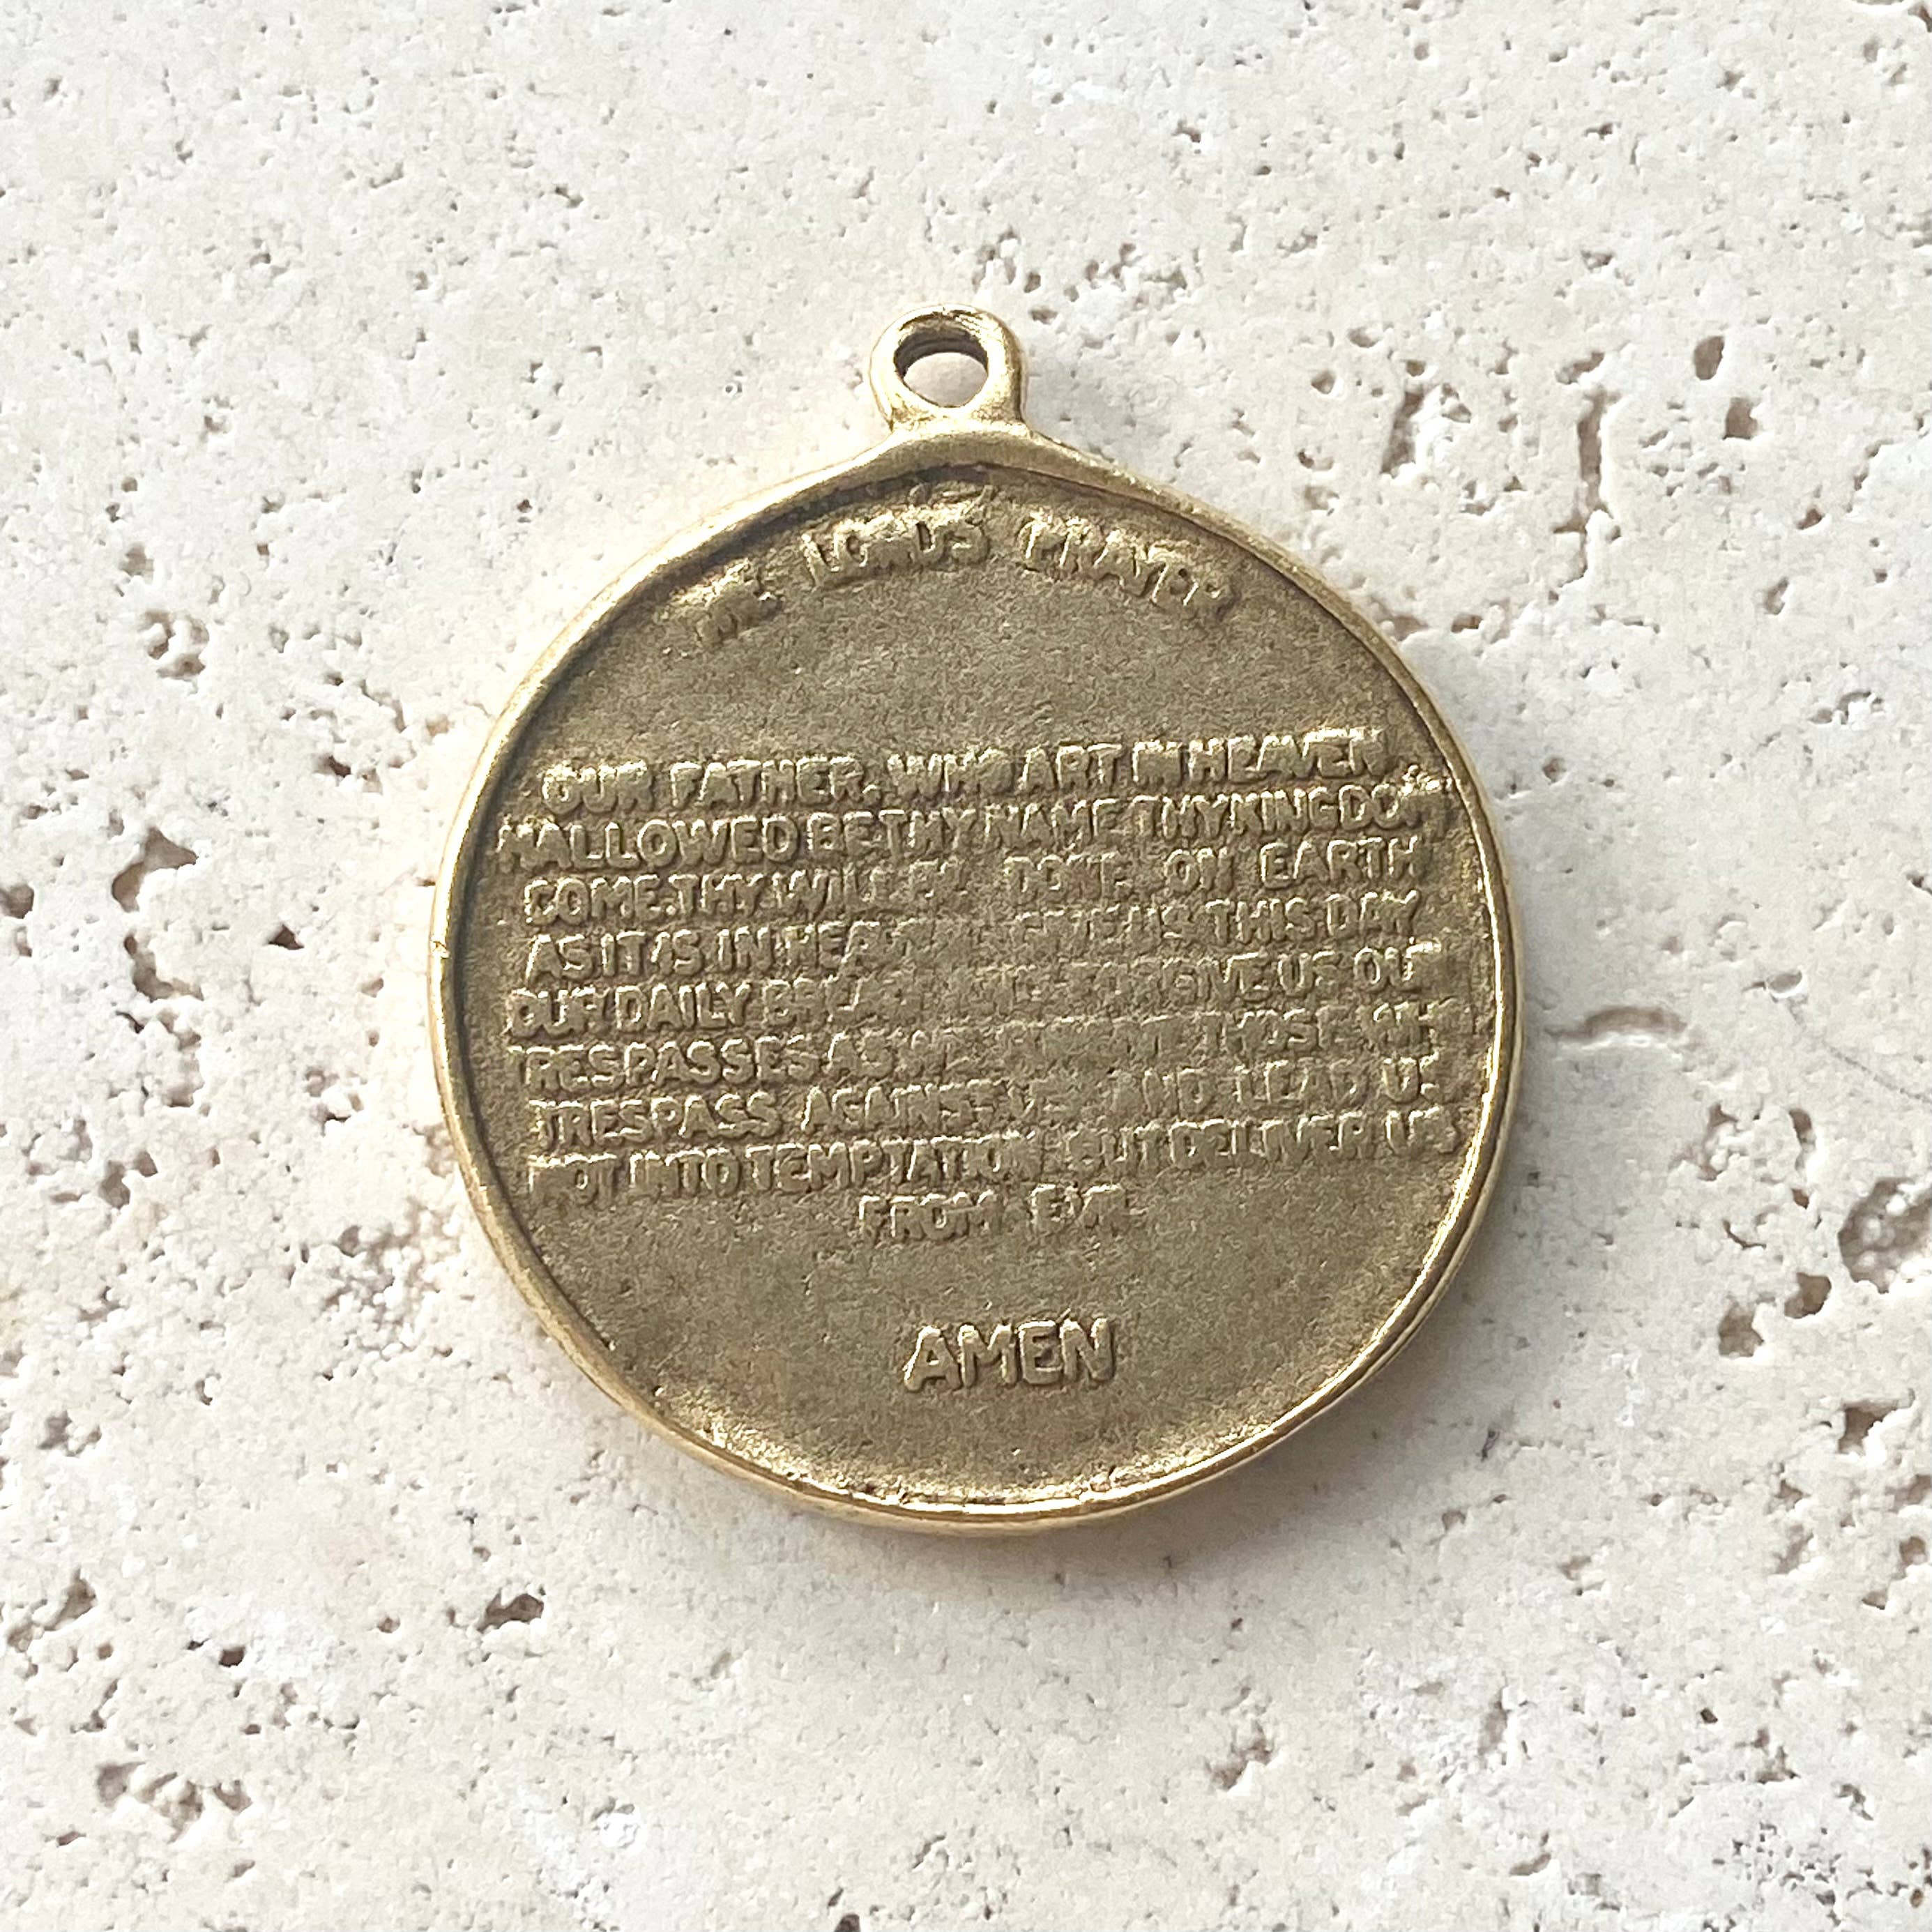 LORDS PRAYER
OUR FATHER, WHO ART IN HEAVEN
HALLOWED BE THY NAME THY KINGDOM
COME. THY WILL BE DONE ON EARTH
AS IT IS IN HEAVEN GIVE US THIS DAY
OUR DAILY BREAD AND FORGIVE US OUR
TRESPASSES AS WE FORGIVE THOSE WHO
TRESPASS AGAINST US AND LEAD US
NOT INTO TEMPTATION BUT DELIVER US
FROM EVIL
AMEN